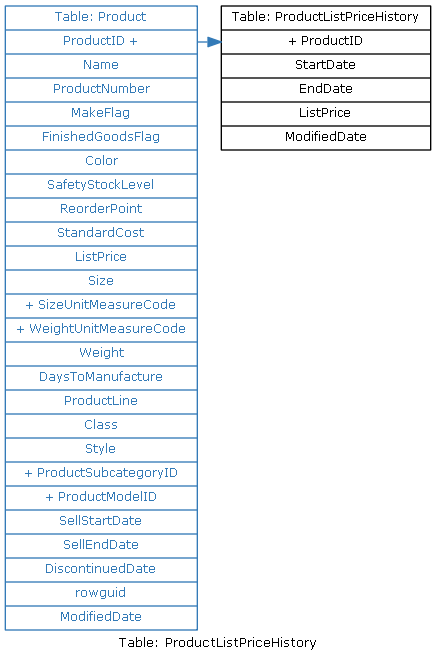 Table: Product
ProductID +
Name
ProductNumber
MakeFlag
FinishedGoodsFlag
Color
SafetyStockLevel
ReorderPoint
StandardCost
ListPrice
Size
+ SizeUnitMeasureCode
+ WeightUnitMeasureCode
Weight
DaysToManufacture
ProductLine
Class
Style
+ ProductSubcategoryID
+ ProductModelID
SellStartDate
SellEndDate
DiscontinuedDate
rowguid
ModifiedDate
Table: ProductListPriceHistory
+ ProductID
StartDate
EndDate
ListPrice
ModifiedDate
Table: ProductListPriceHistory